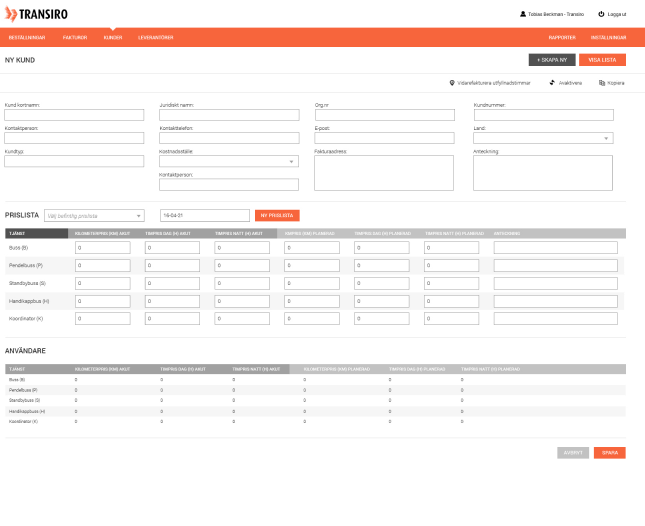 TRANSIRO
Tobias Berkman - Transiro
Logga ut
BESTÄLLNINGAR FAKTUROR KUNDER LEVERANTÖRER RAPPORTER INSTÄLLNINGAR
NY KUND
+ SKAPA NY
VISA LISTA
Vidarefakturera utfyllnadstimmar Avaktivera Kopiera
Kund kortnamn: Juridiskt namn: Org.nr Kundnummer:
Kontaktperson: Kontakttelefon: E-post: Land:
Kundtyp: Kostnadsställe: Fakturaadress: Anteckning:
Kontaktperson:
PRISLISTA Välj befintlig prislista 16-04-01 NY PRISLISTA
TJÄNST KILOMETERPRIS (KM) AKUT TIMPRIS DAG (H) AKUT TIMPRIS NATT (H) AKUT KMPRIS (KM) PLANERAD TIMPRIS DAG (H) PLANERAD TIMPRIS NATT (H) PLANERAD ANTECKNING
Buss (B) 0 0 0 0 0 0
Pendelbuss (P) 0 0 0 0 0 0
Standbybuss (S) 0 0 0 0 0 0
Handikappbus (H) 0 0 0 0 0 0
Koordinator (K) 0 0 0 0 0 0
ANVÄNDARE
TJÄNST KILOMETERPRIS (KM) AKUT TIMPRIS DAG (H) AKUT TIMPRIS NATT (H) AKUT KILOMETERPRIS (KM) PLANERAD TIMPRIS DAG (H) PLANERAD TIMPRIS NATT (H) PLANERAD
Buss (B) 0 0 0 0 0 0
Pendelbuss (P) 0 0 0 0 0 0
Standbybuss (S) 0 0 0 0 0 0
Handikappbuss (H) 0 0 0 0 0 0
Koordinator (K) 0 0 0 0 0 0
AVBRYT SPARA